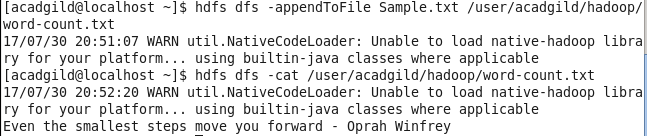 [acadgild@localhost ~]$ hdfs dfs -appendToFile Sample.txt /user/acadgild/hadoop/
word-count.txt
17/07/30 20:51:07 WARN util.NativeCodeLoader: Unable to load native-hadoop libra
ry for your platform... using builtin-java classes where applicable
[acadgild@localhost ~]$ hdfs dfs -cat /user/acadgild/hadoop/word-count.txt
17/07/30 20:52:20 WARN util.NativeCodeLoader: Unable to load native-hadoop libra
ry for your platform... using builtin-java classes where applicable
Even the smallest steps move you forward - Oprah Winfrey